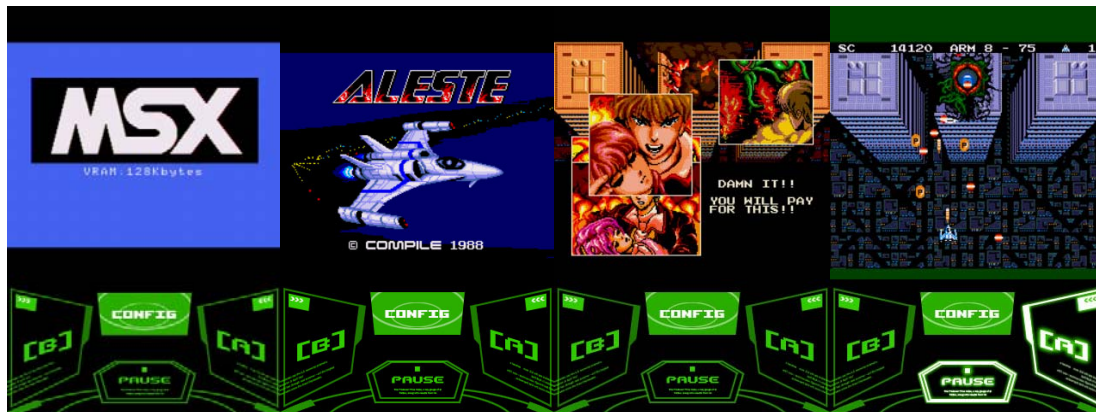 MSX
VRAM:128Kbytes
ALESTE
© COMPILE 1988
DAMN IT!!
YOU WILL PAY
FOR THIS!!
SC 14120 ARM 8 - 75 1
P
P
P
>>>
CONFIG
<<<
[B]
[A]
PAUSE
>>>
CONFIG
<<<
[B]
[A]
PAUSE
>>>
CONFIG
<<<
[B]
[A]
PAUSE
>>>
CONFIG
<<<
[B]
[A]
PAUSE